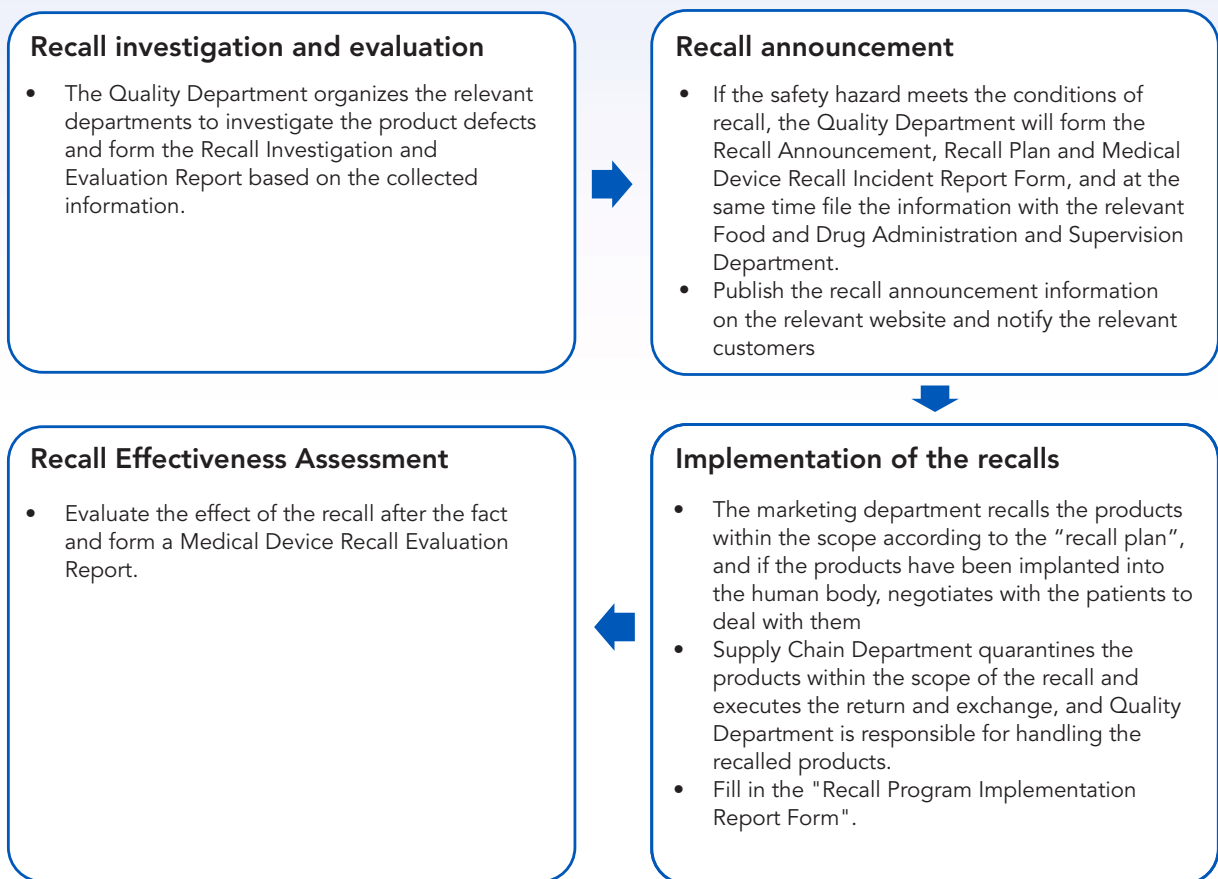 Recall investigation and evaluation
• The Quality Department organizes the relevant
departments to investigate the product defects
and form the Recall Investigation and
Evaluation Report based on the collected
information.
Recall announcement
• If the safety hazard meets the conditions of
recall, the Quality Department will form the
Recall Announcement, Recall Plan and Medical
Device Recall Incident Report Form, and at the
same time file the information with the relevant
Food and Drug Administration and Supervision
Department.
• Publish the recall announcement information
on the relevant website and notify the relevant
customers
Implementation of the recalls
• The marketing department recalls the products
within the scope according to the “recall plan”,
and if the products have been implanted into
the human body, negotiates with the patients to
deal with them
• Supply Chain Department quarantines the
products within the scope of the recall and
executes the return and exchange, and Quality
Department is responsible for handling the
recalled products.
• Fill in the "Recall Program Implementation
Report Form".
Recall Effectiveness Assessment
• Evaluate the effect of the recall after the fact
and form a Medical Device Recall Evaluation
Report.